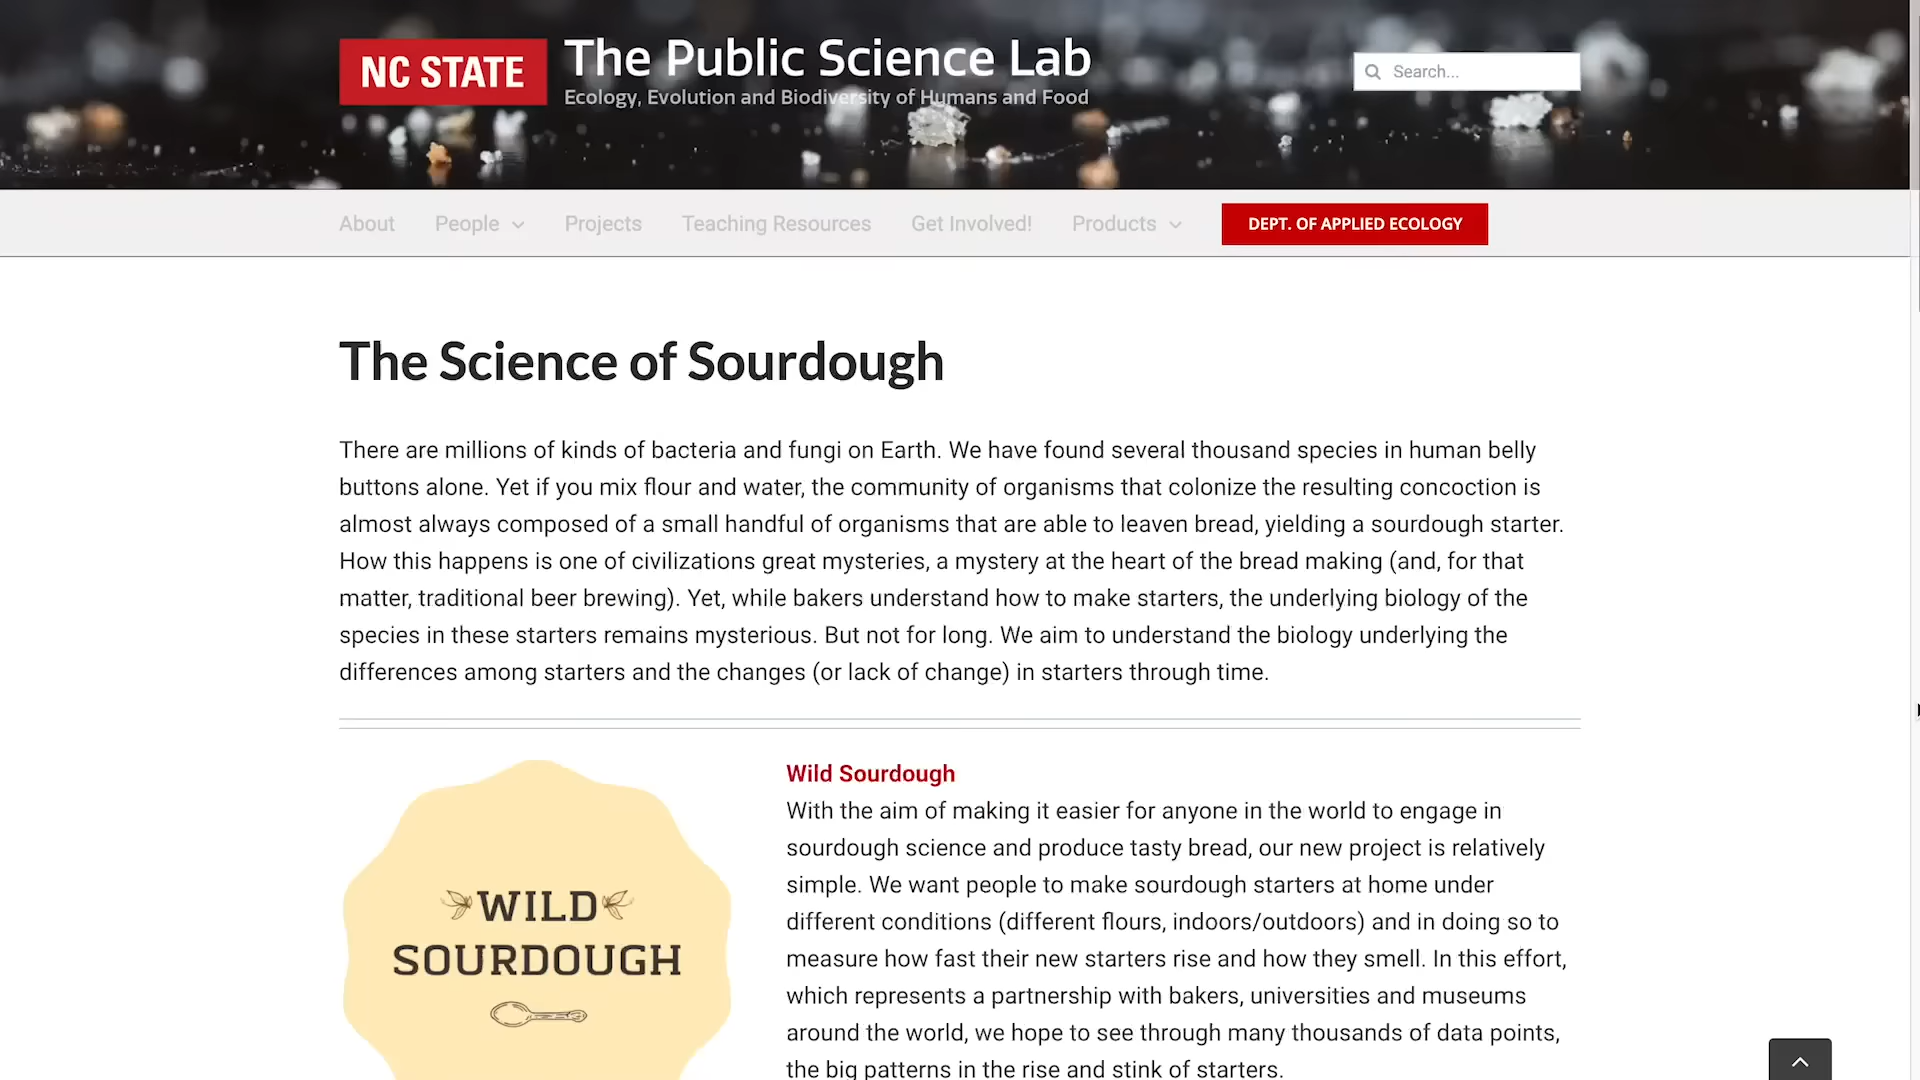 NC STATE
The Public Science Lab
Ecology, Evolution and Biodiversity of Humans and Food
Search...
About
People
Projects
Teaching Resources
Get Involved!
Products
DEPT. OF APPLIED ECOLOGY
The Science of Sourdough
There are millions of kinds of bacteria and fungi on Earth. We have found several thousand species in human belly
buttons alone. Yet if you mix flour and water, the community of organisms that colonize the resulting concoction is
almost always composed of a small handful of organisms that are able to leaven bread, yielding a sourdough starter.
How this happens is one of civilizations great mysteries, a mystery at the heart of the bread making (and, for that
matter, traditional beer brewing). Yet, while bakers understand how to make starters, the underlying biology of the
species in these starters remains mysterious. But not for long. We aim to understand the biology underlying the
differences among starters and the changes (or lack of change) in starters through time.
WILD
SOURDOUGH
Wild Sourdough
With the aim of making it easier for anyone in the world to engage in
sourdough science and produce tasty bread, our new project is relatively
simple. We want people to make sourdough starters at home under
different conditions (different flours, indoors/outdoors) and in doing so to
measure how fast their new starters rise and how they smell. In this effort,
which represents a partnership with bakers, universities and museums
around the world, we hope to see through many thousands of data points,
the big patterns in the rise and stink of starters.